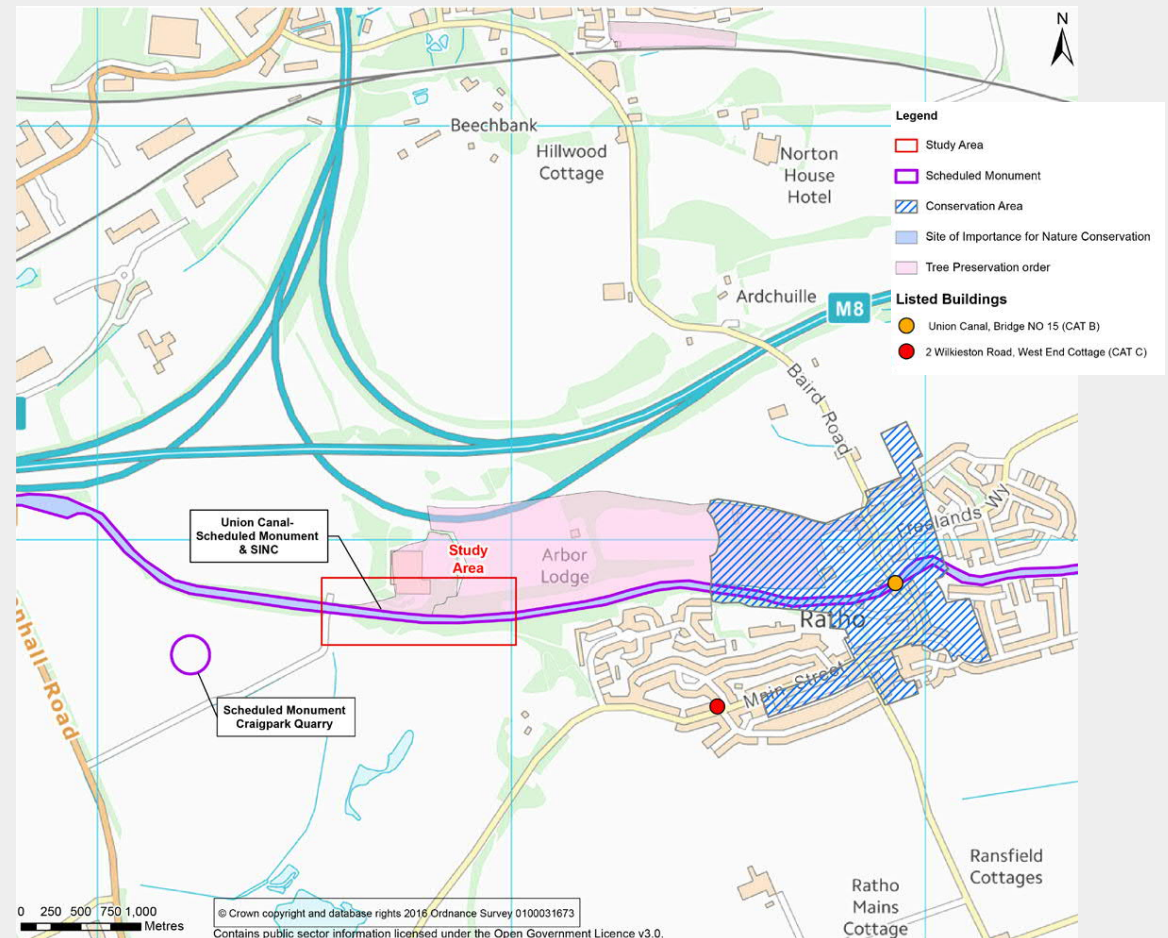 N
Beechbank
Hillwood
Cottage
Norton
House
Hotel
Ardchuille
M8
Baird Road
Legend
Study Area
Scheduled Monument
Conservation Area
Site of Importance for Nature Conservation
Tree Preservation order
Listed Buildings
Union Canal, Bridge NO 15 (CAT B)
2 Wilkieston Road, West End Cottage (CAT C)
Union Canal-
Scheduled Monument
& SINC
Study
Area
Arbor
Lodge
Freelands Wy
Ratho
Main Street
Scheduled Monument
Craigpark Quarry
nhall Road
Ransfield
Cottages
Ratho
Mains
Cottage
0 250 500 750 1,000
Metres
© Crown copyright and database rights 2016 Ordnance Survey 0100031673
Contains public sector information licensed under the Open Government Licence v3.0.